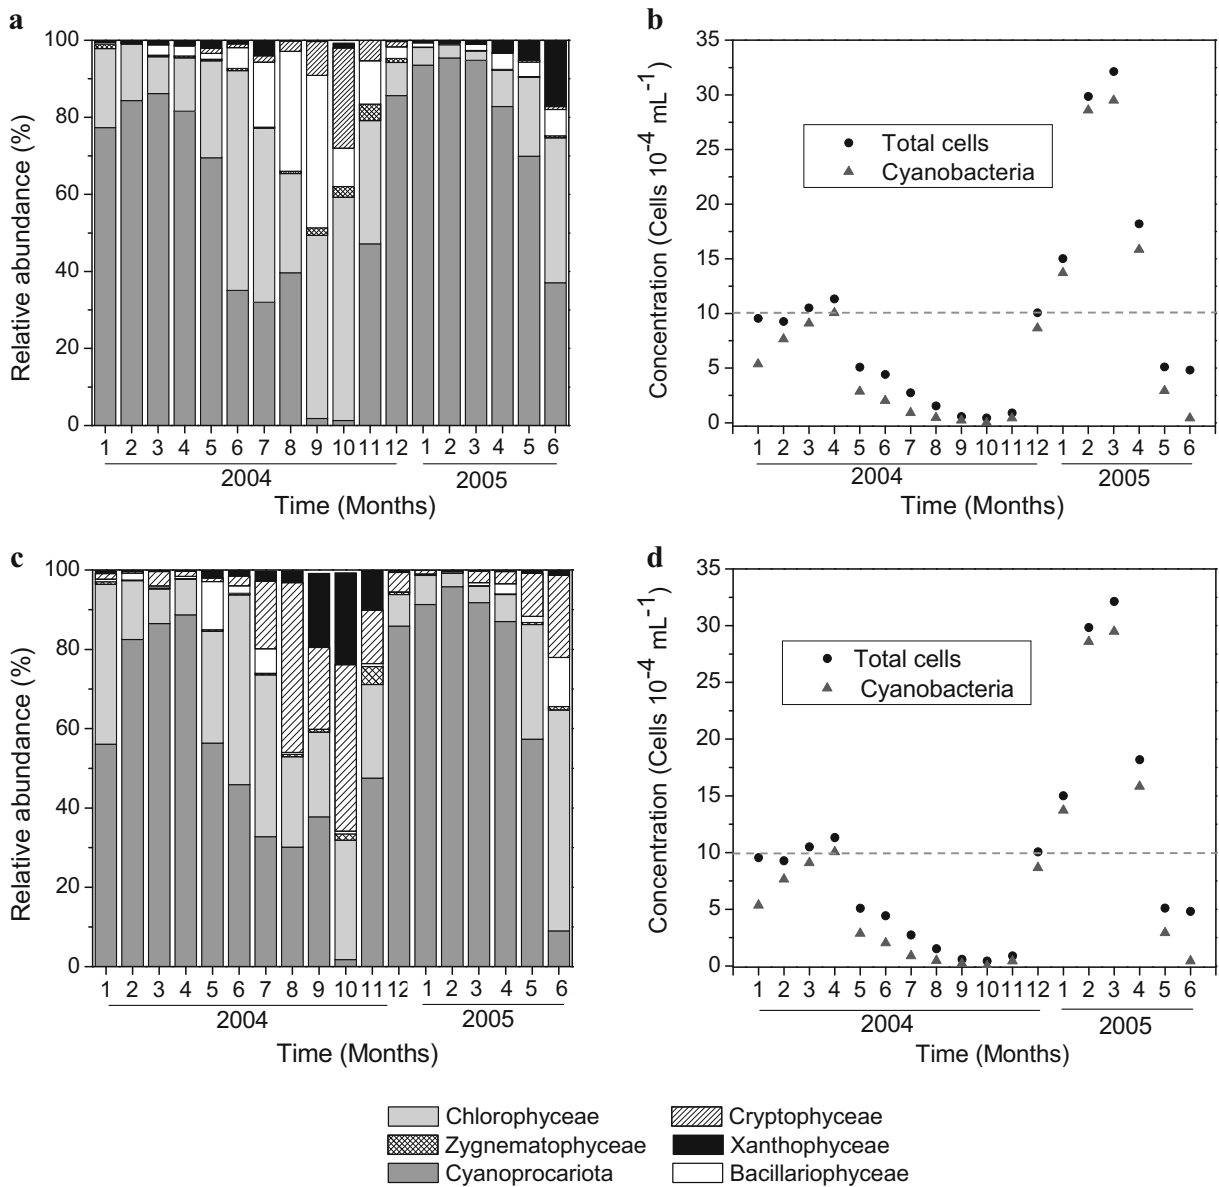 a
Relative abundance (%)
100
80
60
40
20
0
1 2 3 4 5 6 7 8 9 10 11 12 1 2 3 4 5 6
2004 2005
Time (Months)
b
Concentration (Cells 10⁻⁴ mL⁻¹)
35
30
25
20
15
10
5
0
Total cells
Cyanobacteria
1 2 3 4 5 6 7 8 9 10 11 12 1 2 3 4 5 6
2004 2005
Time (Months)
c
Relative abundance (%)
100
80
60
40
20
0
1 2 3 4 5 6 7 8 9 10 11 12 1 2 3 4 5 6
2004 2005
Time (Months)
d
Concentration (Cells 10⁻⁴ mL⁻¹)
35
30
25
20
15
10
5
0
Total cells
Cyanobacteria
1 2 3 4 5 6 7 8 9 10 11 12 1 2 3 4 5 6
2004 2005
Time (Months)
Chlorophyceae Cryptophyceae
Zygnematophyceae Xanthophyceae
Cyanoprocariota Bacillariophyceae